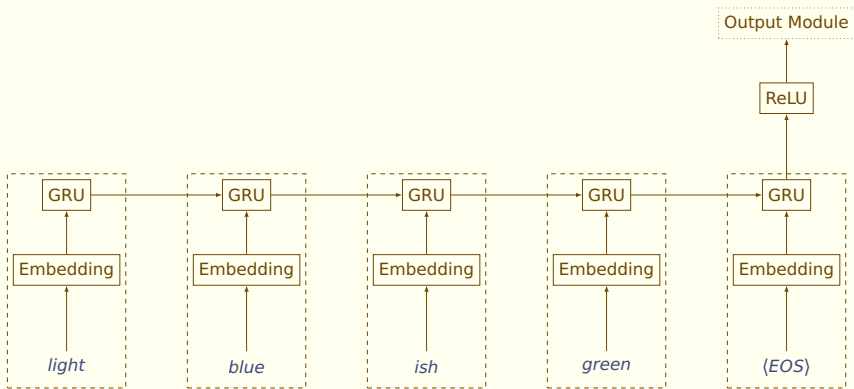 Output Module
ReLU
GRU GRU GRU GRU GRU
Embedding Embedding Embedding Embedding Embedding
light blue ish green ⟨EOS⟩